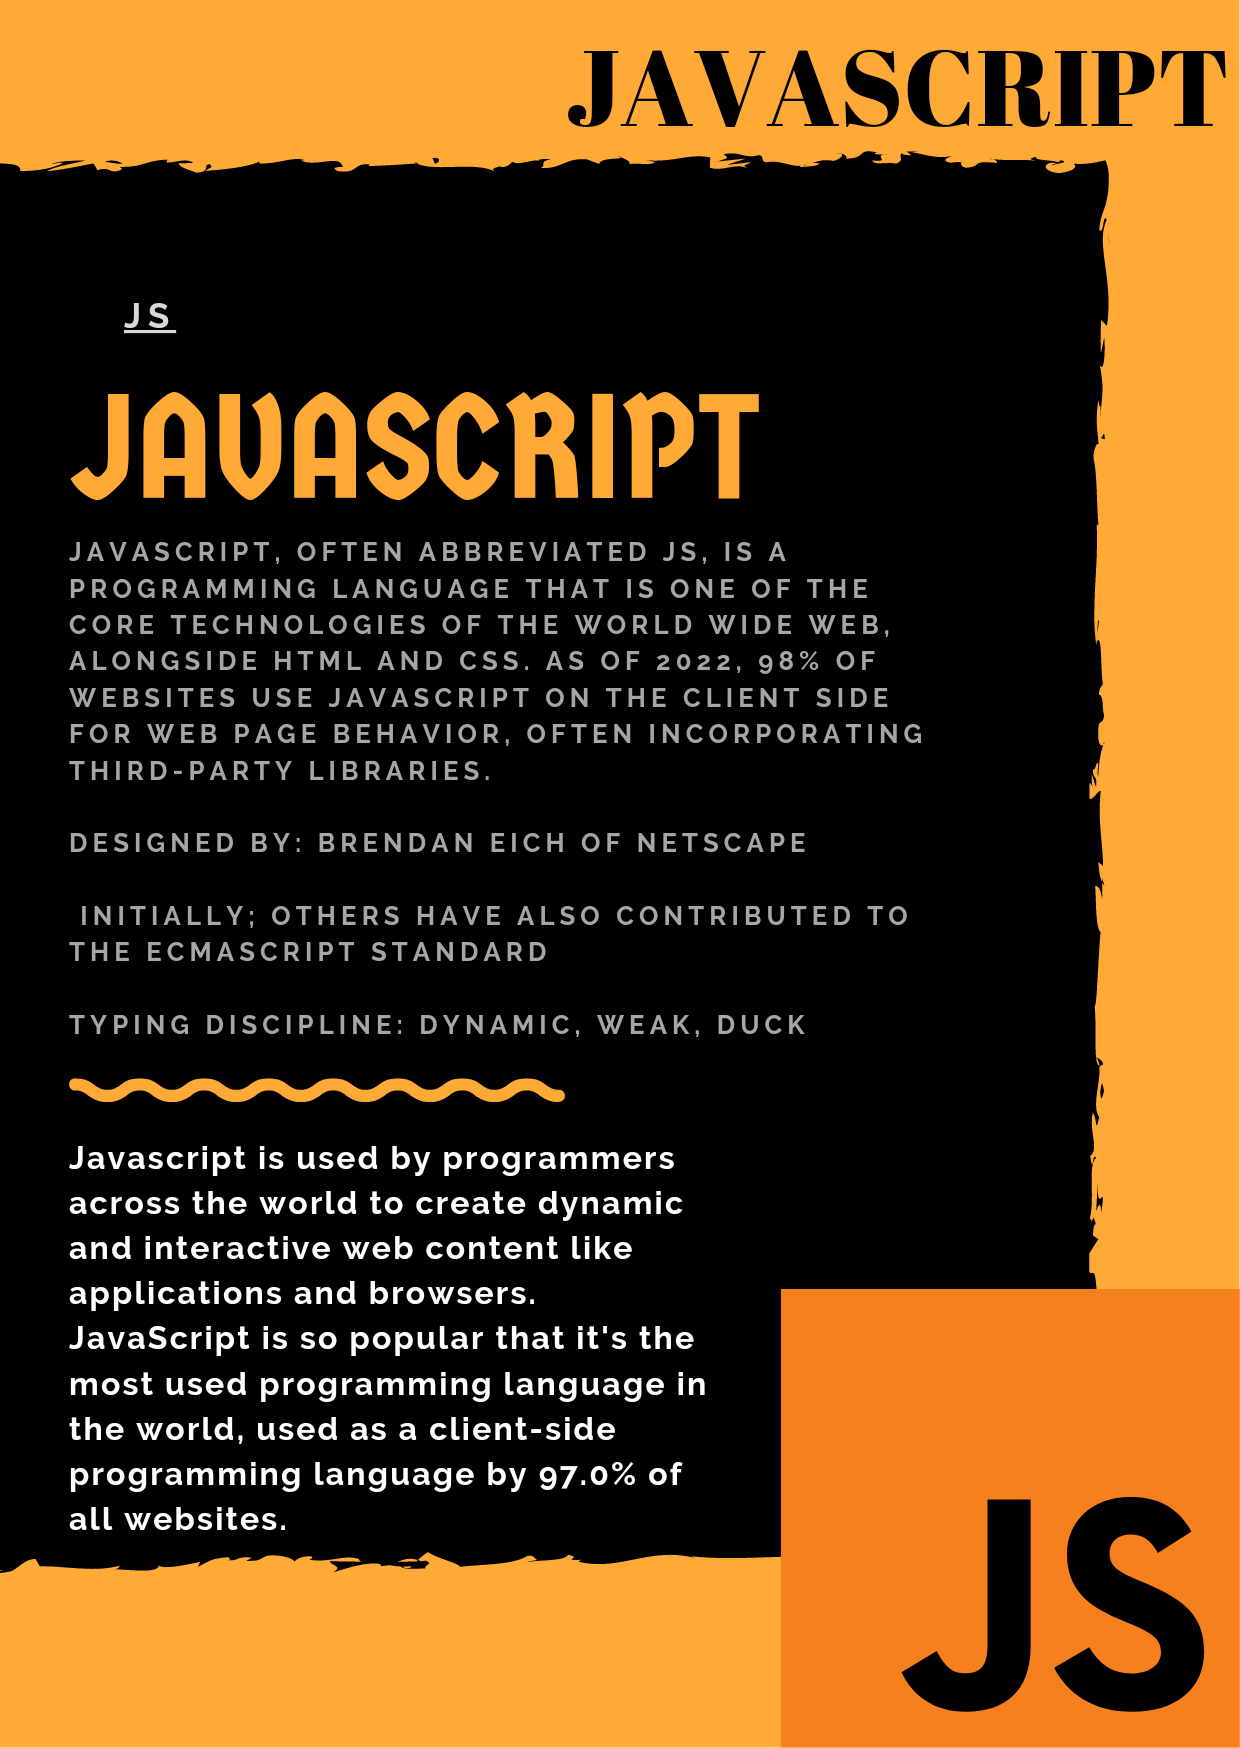 JAVASCRIPT
JS
JAVASCRIPT
JAVASCRIPT, OFTEN ABBREVIATED JS, IS A
PROGRAMMING LANGUAGE THAT IS ONE OF THE
CORE TECHNOLOGIES OF THE WORLD WIDE WEB,
ALONGSIDE HTML AND CSS. AS OF 2022, 98% OF
WEBSITES USE JAVASCRIPT ON THE CLIENT SIDE
FOR WEB PAGE BEHAVIOR, OFTEN INCORPORATING
THIRD-PARTY LIBRARIES.
DESIGNED BY: BRENDAN EICH OF NETSCAPE
INITIALLY; OTHERS HAVE ALSO CONTRIBUTED TO
THE ECMASCRIPT STANDARD
TYPING DISCIPLINE: DYNAMIC, WEAK, DUCK
Javascript is used by programmers
across the world to create dynamic
and interactive web content like
applications and browsers.
JavaScript is so popular that it's the
most used programming language in
the world, used as a client-side
programming language by 97.0% of
all websites.
JS